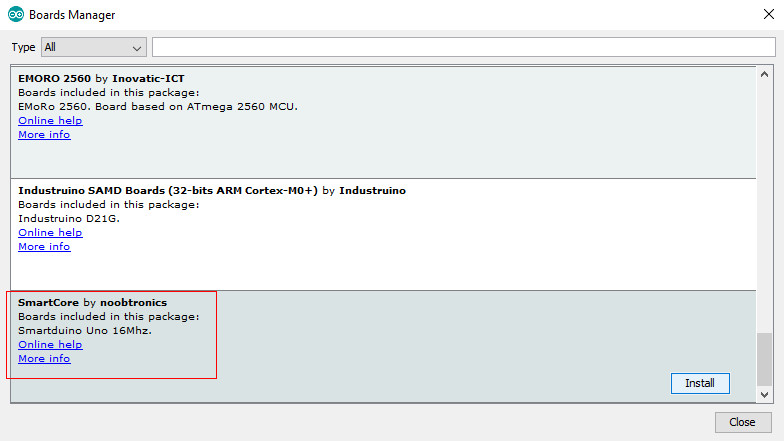 Boards Manager
Type All
EMORO 2560 by Inovatic-ICT
Boards included in this package:
EMoRo 2560. Board based on ATmega 2560 MCU.
Online help
More info
Industruino SAMD Boards (32-bits ARM Cortex-M0+) by Industruino
Boards included in this package:
Industruino D21G.
Online help
More info
SmartCore by noobtronics
Boards included in this package:
Smartduino Uno 16Mhz.
Online help
More info
Install
Close